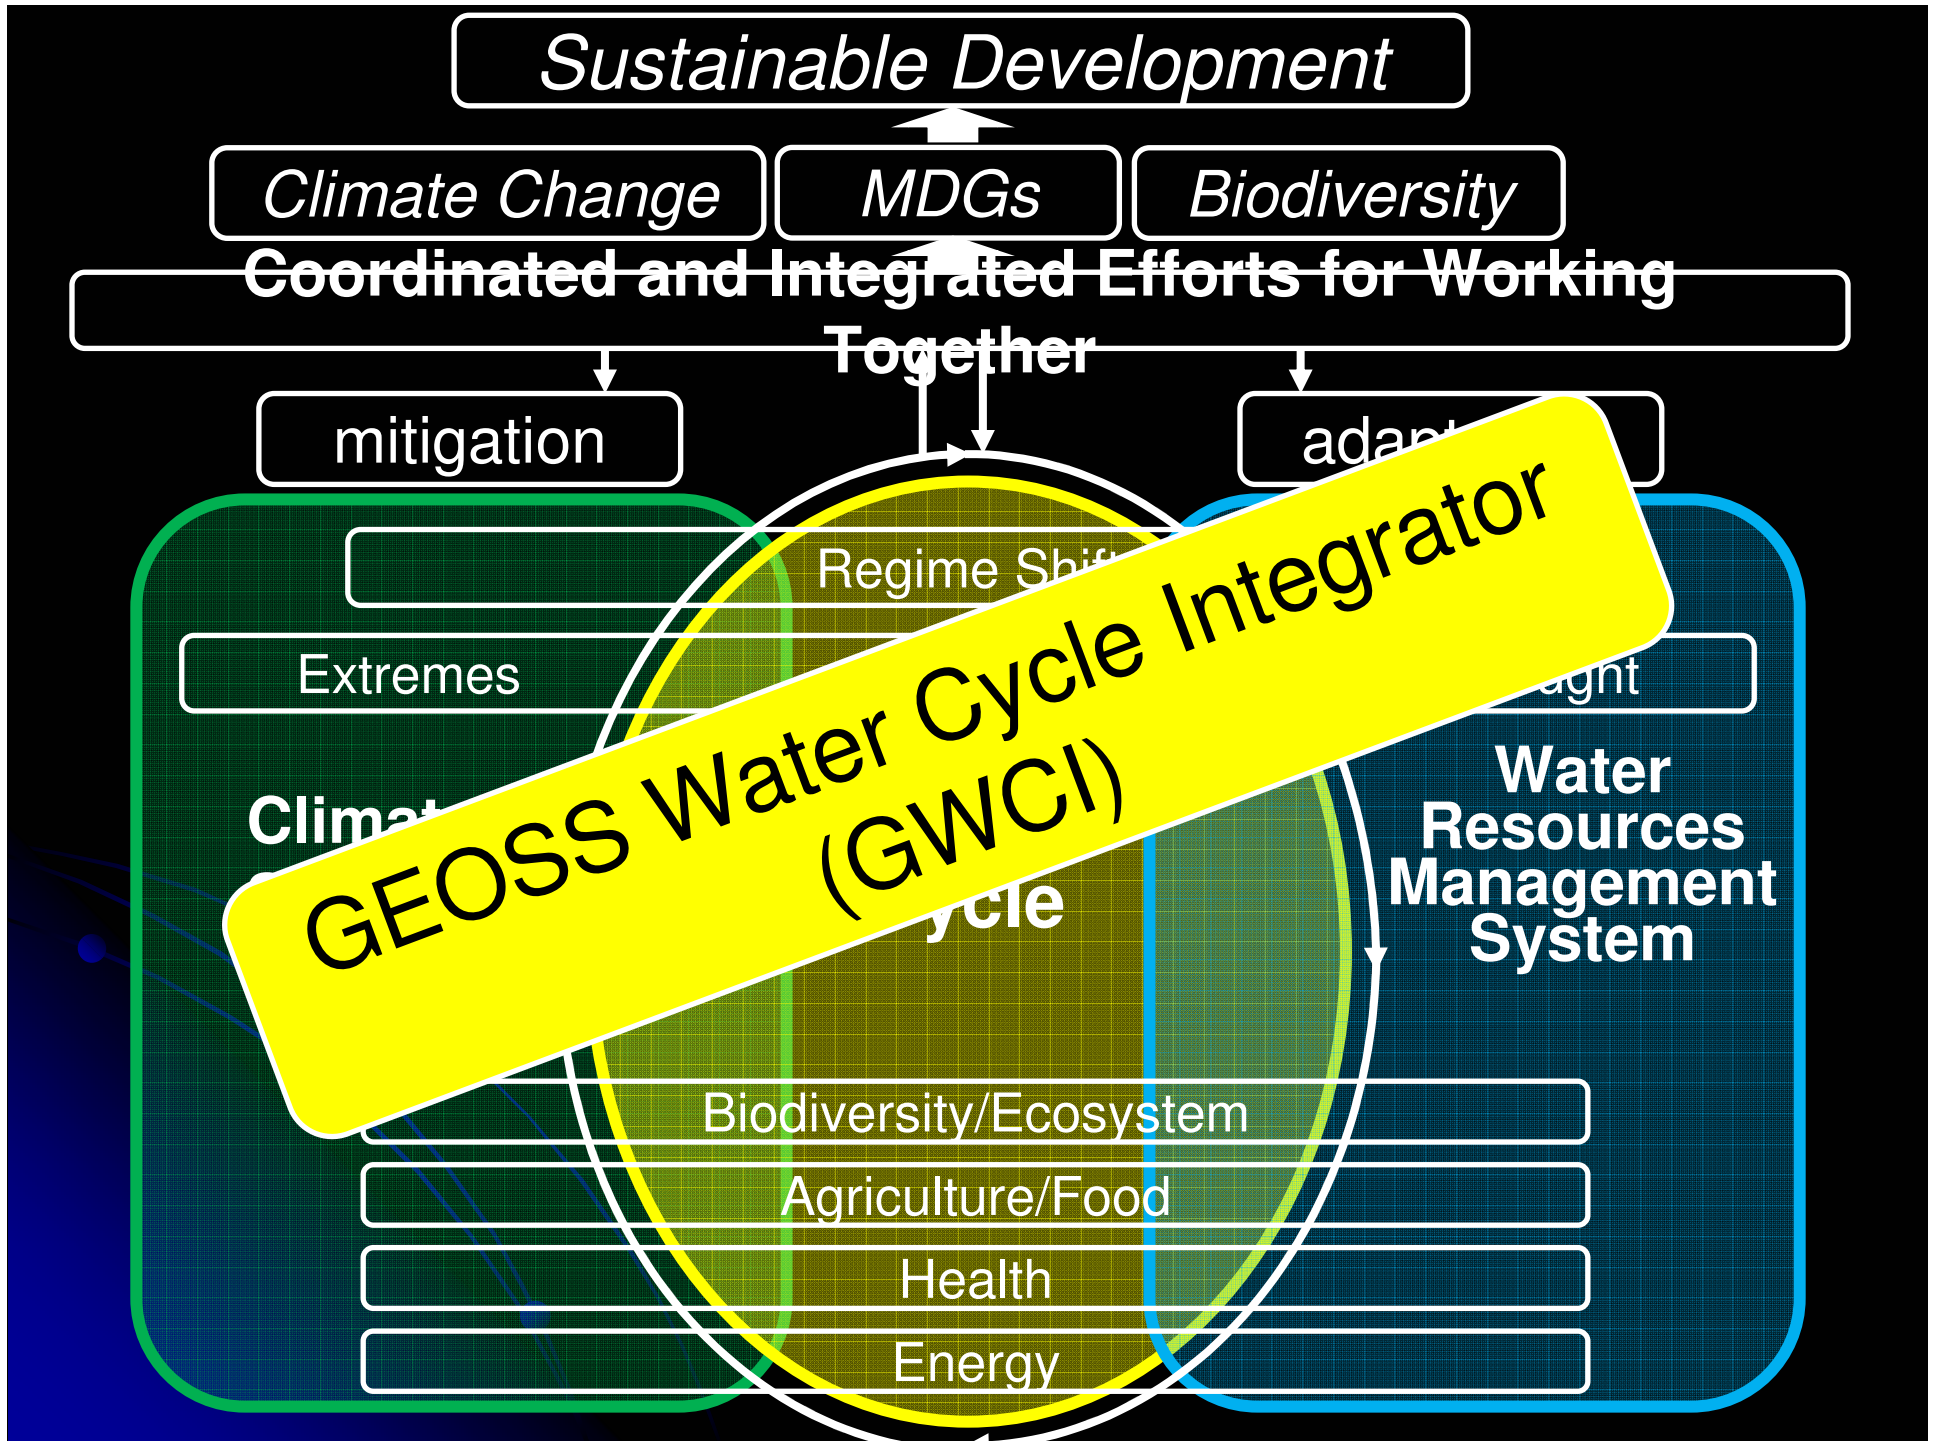 Sustainable Development
Climate Change MDGs Biodiversity
Coordinated and Integrated Efforts for Working
Together
mitigation
Regime Shift
Extremes
GEOSS Water Cycle Integrator
(GWCI)
Water
Resources
Management
System
Biodiversity/Ecosystem
Agriculture/Food
Health
Energy